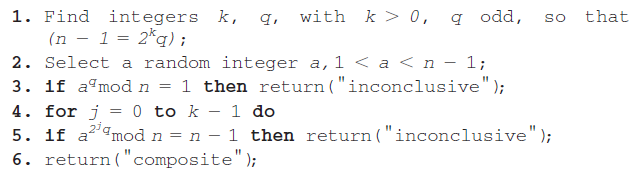 1. Find integers k, q, with k > 0, q odd, so that
(n − 1 = 2ᵏq);
2. Select a random integer a, 1 < a < n − 1;
3. if a^q mod n = 1 then return("inconclusive");
4. for j = 0 to k − 1 do
5. if a^{2^j q} mod n = n − 1 then return("inconclusive");
6. return("composite");